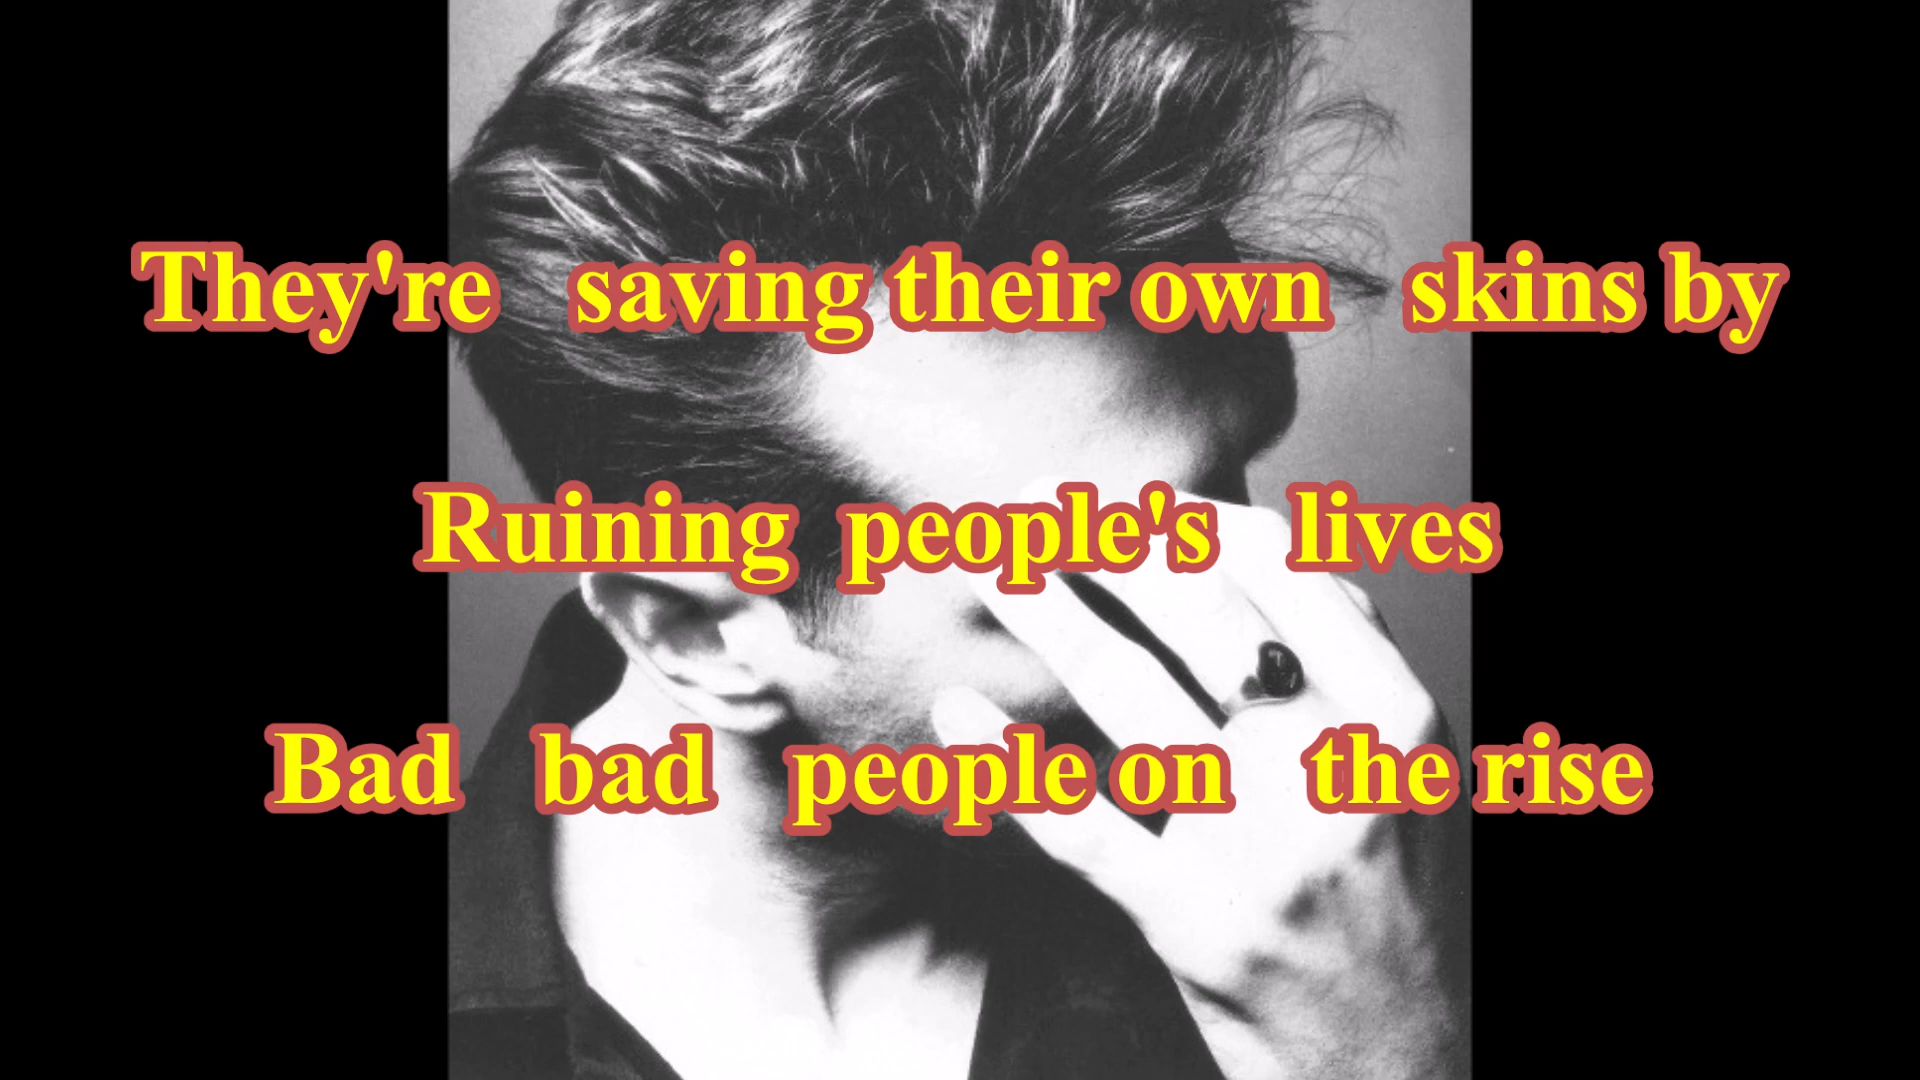 They're saving their own skins by
Ruining people's lives
Bad bad people on the rise